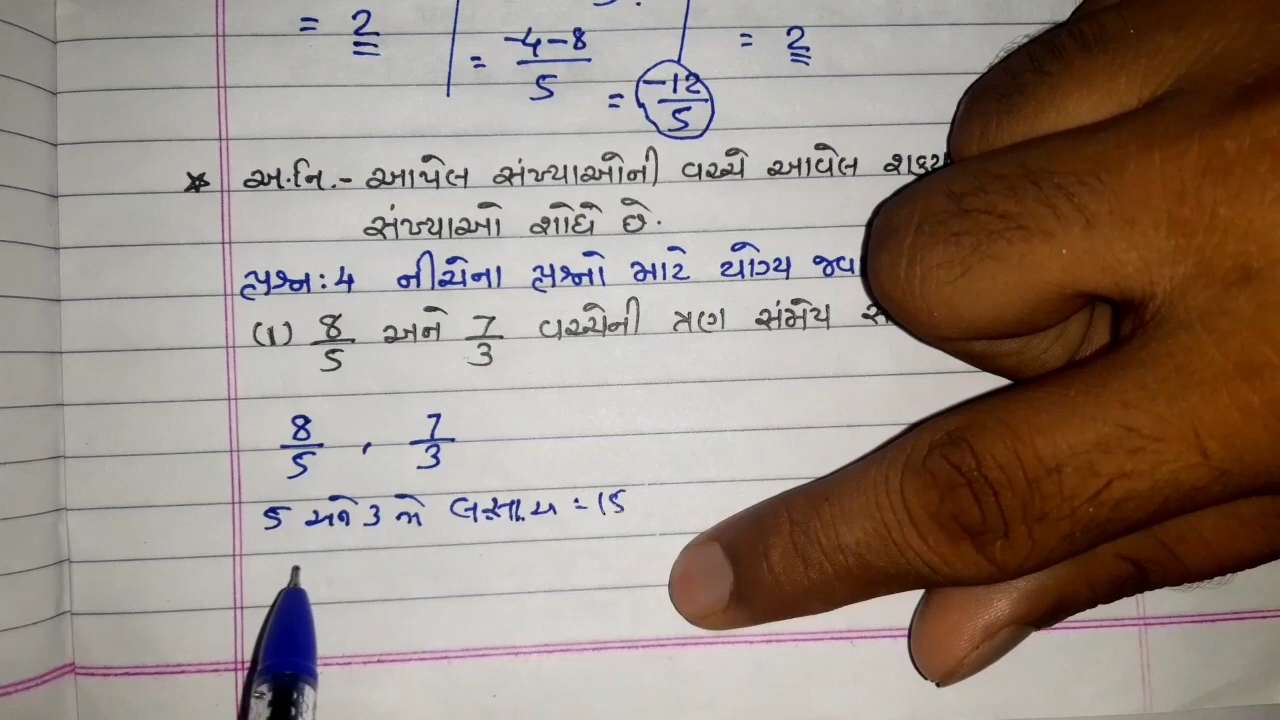 = 2
= -4-8/5
= -12/5
= 2
* અ.નિ.- આપેલ સંખ્યાઓની વચ્ચે આવેલ
સંખ્યાઓ શોધે છે.
પ્રશ્ન:4 નીચેના પ્રશ્નો માટે યોગ્ય
(1) 8/5 અને 7/3 વચ્ચેની ત્રણ સંમેય
8/5 , 7/3
5 અને 3 નો લ.સા.અ = 15